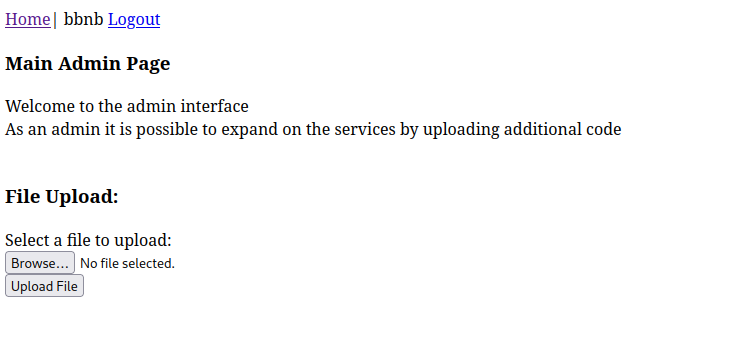 Home| bbnb Logout
Main Admin Page
Welcome to the admin interface
As an admin it is possible to expand on the services by uploading additional code
File Upload:
Select a file to upload:
Browse... No file selected.
Upload File